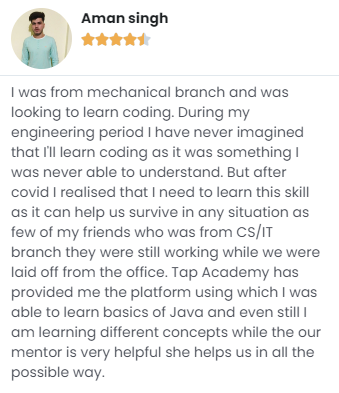 Aman singh
I was from mechanical branch and was
looking to learn coding. During my
engineering period I have never imagined
that I'll learn coding as it was something I
was never able to understand. But after
covid I realised that I need to learn this skill
as it can help us survive in any situation as
few of my friends who was from CS/IT
branch they were still working while we were
laid off from the office. Tap Academy has
provided me the platform using which I was
able to learn basics of Java and even still I
am learning different concepts while the our
mentor is very helpful she helps us in all the
possible way.